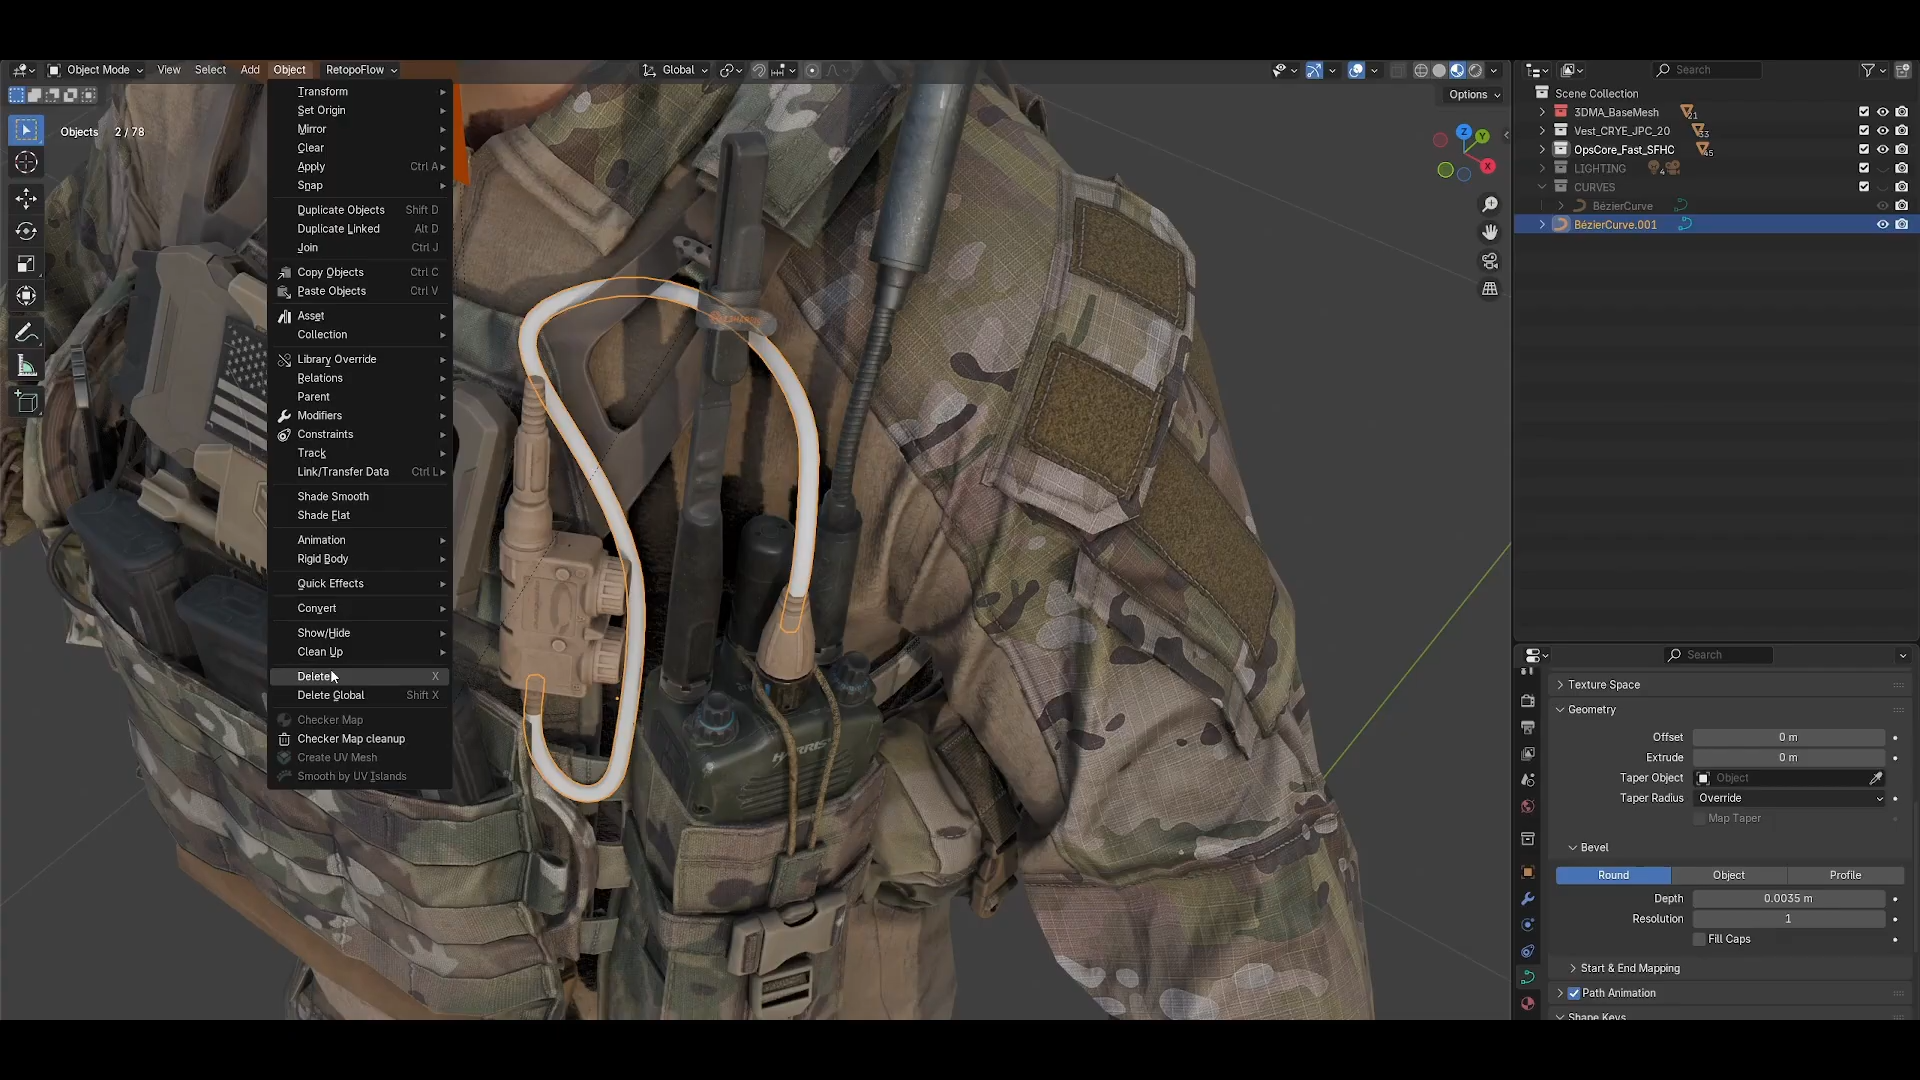 Object Mode
View
Select
Add
Object
RetopoFlow
Global
Search
Options
Objects 2 / 78
Transform
Set Origin
Mirror
Clear
Apply Ctrl A
Snap
Duplicate Objects Shift D
Duplicate Linked Alt D
Join Ctrl J
Copy Objects Ctrl C
Paste Objects Ctrl V
Asset
Collection
Library Override
Relations
Parent
Modifiers
Constraints
Track
Link/Transfer Data Ctrl L
Shade Smooth
Shade Flat
Animation
Rigid Body
Quick Effects
Convert
Show/Hide
Clean Up
Delete X
Delete Global Shift X
Checker Map
Checker Map cleanup
Create UV Mesh
Smooth by UV Islands
Z
Y
X
HARRIS
Scene Collection
3DMA_BaseMesh 21
Vest_CRYE_JPC_20 33
OpsCore_Fast_SFHC 45
LIGHTING 4
CURVES
BézierCurve
BézierCurve.001
Search
Texture Space
Geometry
Offset 0 m
Extrude 0 m
Taper Object Object
Taper Radius Override
Map Taper
Bevel
Round Object Profile
Depth 0.0035 m
Resolution 1
Fill Caps
Start & End Mapping
Path Animation
Shape Keys